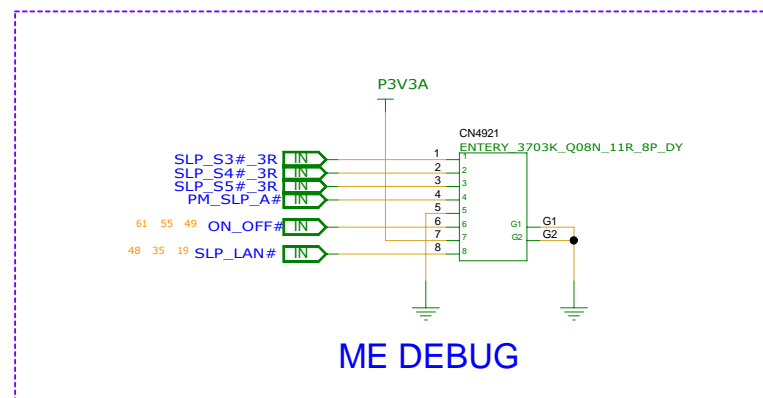 P3V3A
CN4921
ENTERY_3703K_Q08N_11R_8P_DY
SLP_S3#_3R IN 1 1
SLP_S4#_3R IN 2 2
SLP_S5#_3R IN 3 3
PM_SLP_A# IN 4 4
5 5
61 55 49 ON_OFF# IN 6 6 G1 G1
7 7 G2 G2
48 35 19 SLP_LAN# IN 8 8
ME DEBUG